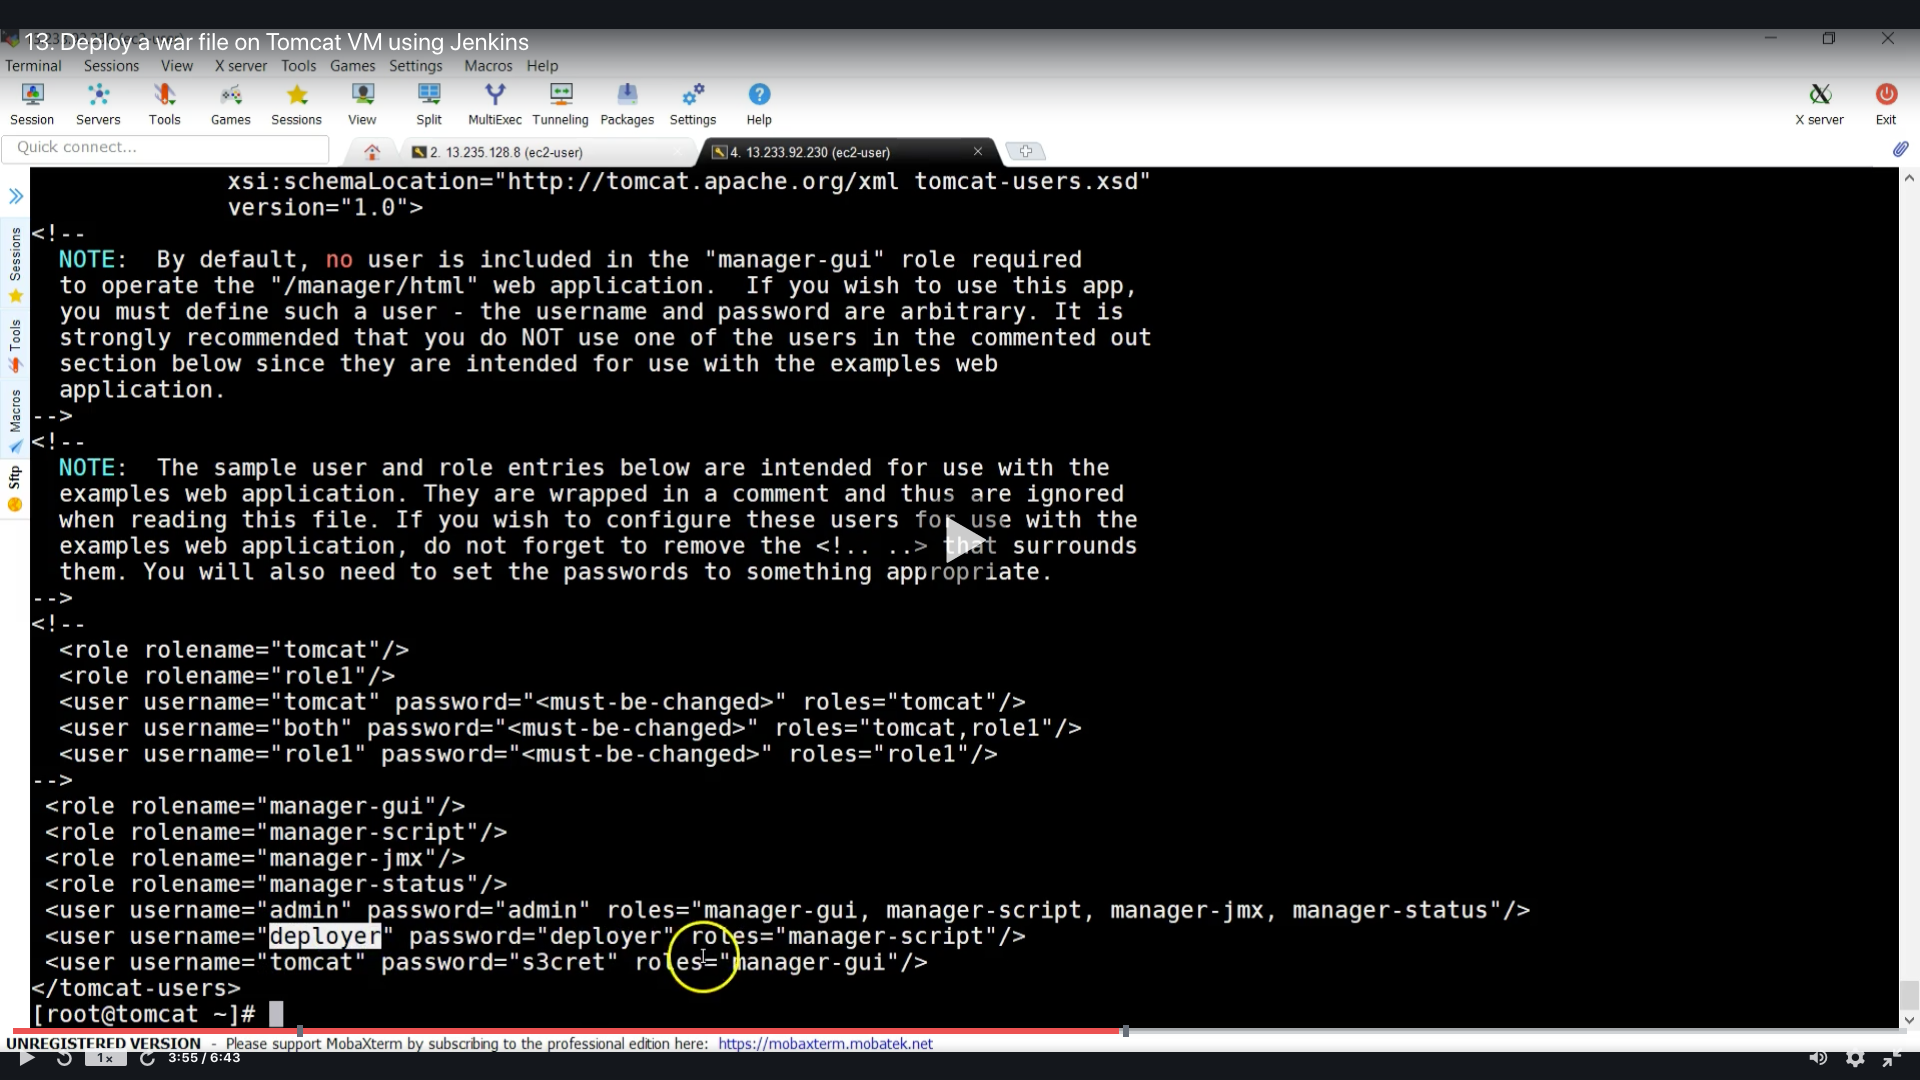 13. Deploy a war file on Tomcat VM using Jenkins
Terminal Sessions View X server Tools Games Settings Macros Help
Session Servers Tools Games Sessions View Split MultiExec Tunneling Packages Settings Help X server Exit
Quick connect...
2. 13.235.128.8 (ec2-user)
4. 13.233.92.230 (ec2-user)
Sessions
Tools
Macros
Sftp
xsi:schemaLocation="http://tomcat.apache.org/xml tomcat-users.xsd"
version="1.0">
<!--
NOTE:  By default, no user is included in the "manager-gui" role required
to operate the "/manager/html" web application.  If you wish to use this app,
you must define such a user - the username and password are arbitrary. It is
strongly recommended that you do NOT use one of the users in the commented out
section below since they are intended for use with the examples web
application.
-->
<!--
NOTE:  The sample user and role entries below are intended for use with the
examples web application. They are wrapped in a comment and thus are ignored
when reading this file. If you wish to configure these users for use with the
examples web application, do not forget to remove the <!.. ..> that surrounds
them. You will also need to set the passwords to something appropriate.
-->
<!--
<role rolename="tomcat"/>
<role rolename="role1"/>
<user username="tomcat" password="<must-be-changed>" roles="tomcat"/>
<user username="both" password="<must-be-changed>" roles="tomcat,role1"/>
<user username="role1" password="<must-be-changed>" roles="role1"/>
-->
<role rolename="manager-gui"/>
<role rolename="manager-script"/>
<role rolename="manager-jmx"/>
<role rolename="manager-status"/>
<user username="admin" password="admin" roles="manager-gui, manager-script, manager-jmx, manager-status"/>
<user username="deployer" password="deployer" roles="manager-script"/>
<user username="tomcat" password="s3cret" roles="manager-gui"/>
</tomcat-users>
[root@tomcat ~]#
UNREGISTERED VERSION - Please support MobaXterm by subscribing to the professional edition here: https://mobaxterm.mobatek.net
1x 3:55 / 6:43